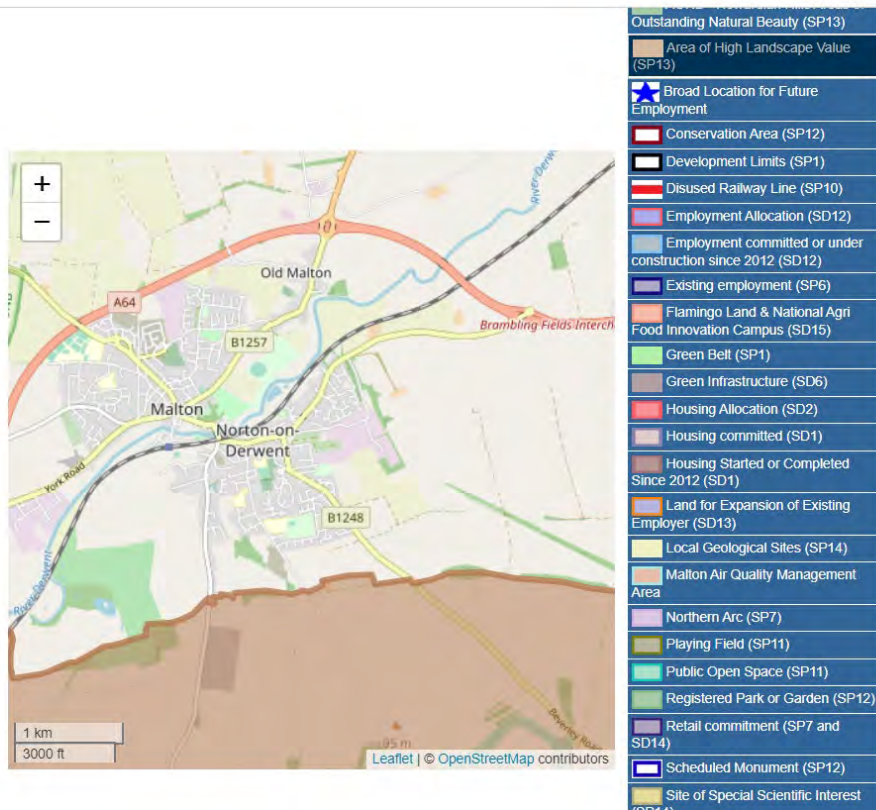 +
−
Old Malton
River Derwent
A64
Brambling Fields Interch
B1257
Malton
Norton-on-
Derwent
York Road
B1248
River Derwent
95 m
Beverley Road
1 km
3000 ft
Leaflet | © OpenStreetMap contributors
Outstanding Natural Beauty (SP13)
Area of High Landscape Value
(SP13)
Broad Location for Future
Employment
Conservation Area (SP12)
Development Limits (SP1)
Disused Railway Line (SP10)
Employment Allocation (SD12)
Employment committed or under
construction since 2012 (SD12)
Existing employment (SP6)
Flamingo Land & National Agri
Food Innovation Campus (SD15)
Green Belt (SP1)
Green Infrastructure (SD6)
Housing Allocation (SD2)
Housing committed (SD1)
Housing Started or Completed
Since 2012 (SD1)
Land for Expansion of Existing
Employer (SD13)
Local Geological Sites (SP14)
Malton Air Quality Management
Area
Northern Arc (SP7)
Playing Field (SP11)
Public Open Space (SP11)
Registered Park or Garden (SP12)
Retail commitment (SP7 and
SD14)
Scheduled Monument (SP12)
Site of Special Scientific Interest